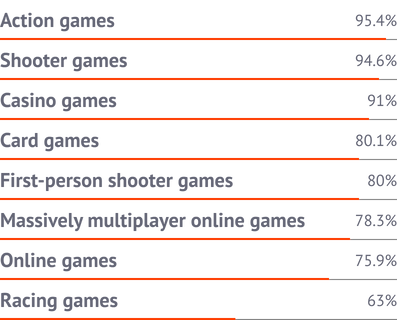 Action games 95.4%
Shooter games 94.6%
Casino games 91%
Card games 80.1%
First-person shooter games 80%
Massively multiplayer online games 78.3%
Online games 75.9%
Racing games 63%